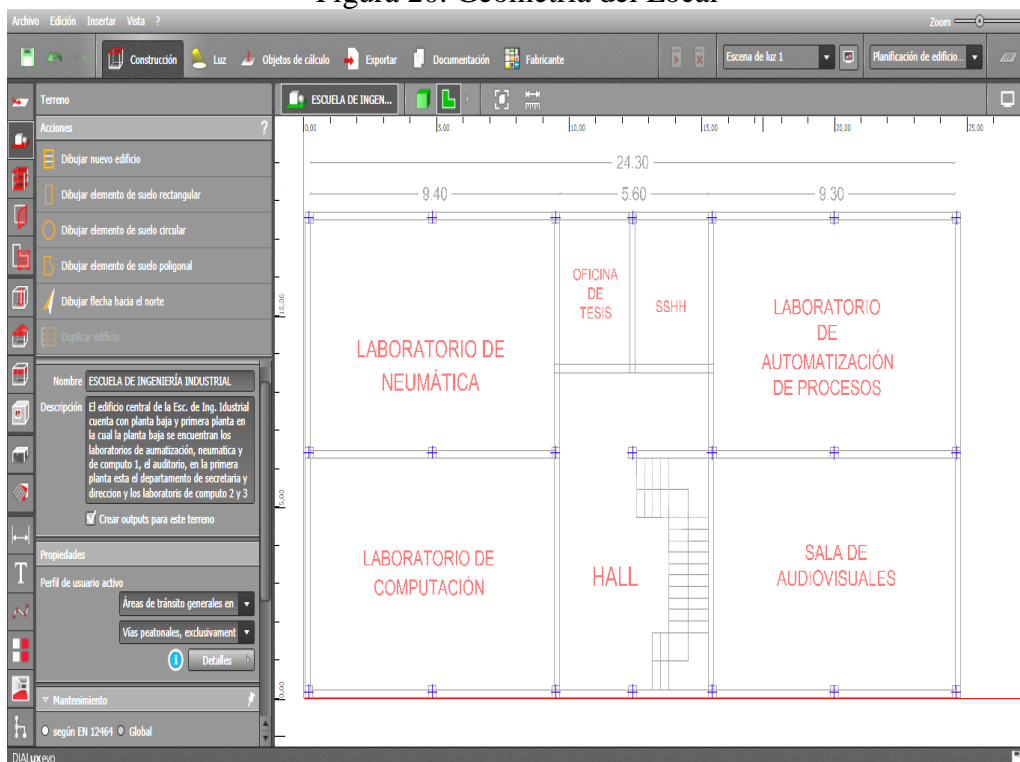 Figura 20. Geometría del Local
Archivo Edición Insertar Vista ?
Zoom
Construcción Luz Objetos de cálculo Exportar Documentación Fabricante
Escena de luz 1
Planificación de edificio...
Terreno
ESCUELA DE INGEN...
Acciones ?
Dibujar nuevo edificio
Dibujar elemento de suelo rectangular
Dibujar elemento de suelo circular
Dibujar elemento de suelo poligonal
Dibujar flecha hacia el norte
Duplicar edificio
Nombre ESCUELA DE INGENIERÍA INDUSTRIAL
Descripción El edificio central de la Esc. de Ing. Idustrial
cuenta con planta baja y primera planta en
la cual la planta baja se encuentran los
laboratorios de aumatización, neumatica y
de computo 1, el auditorio, en la primera
planta esta el departamento de secretaria y
direccion y los laboratoris de computo 2 y 3
Crear outputs para este terreno
Propiedades
Perfil de usuario activo
Áreas de tránsito generales en
Vías peatonales, exclusivament
Detalles
Mantenimiento
según EN 12464 Global
DIALux evo
0,00 5,00 10,00 15,00 20,00 25,00
24.30
9.40 5.60 9.30
10,00
5,00
0,00
OFICINA
DE
TESIS
SSHH
LABORATORIO DE
NEUMÁTICA
LABORATORIO
DE
AUTOMATIZACIÓN
DE PROCESOS
LABORATORIO DE
COMPUTACIÓN
HALL
SALA DE
AUDIOVISUALES